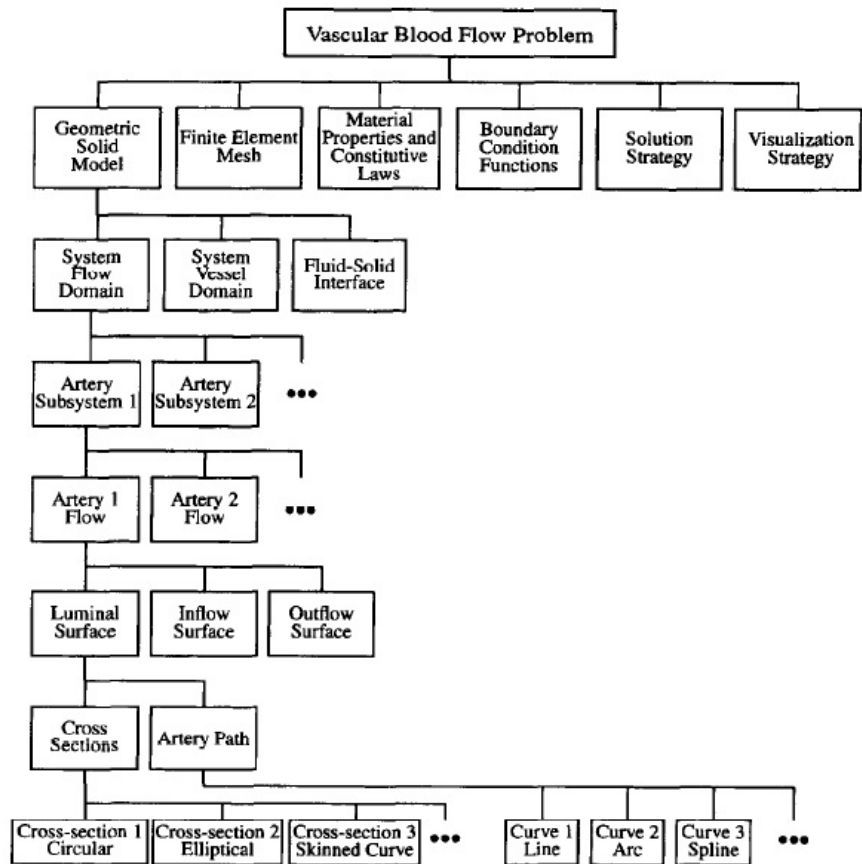 Vascular Blood Flow Problem
Geometric
Solid
Model
Finite Element
Mesh
Material
Properties and
Constitutive
Laws
Boundary
Condition
Functions
Solution
Strategy
Visualization
Strategy
System
Flow
Domain
System
Vessel
Domain
Fluid-Solid
Interface
Artery
Subsystem 1
Artery
Subsystem 2
•••
Artery 1
Flow
Artery 2
Flow
•••
Luminal
Surface
Inflow
Surface
Outflow
Surface
Cross
Sections
Artery Path
Cross-section 1
Circular
Cross-section 2
Elliptical
Cross-section 3
Skinned Curve
•••
Curve 1
Line
Curve 2
Arc
Curve 3
Spline
•••